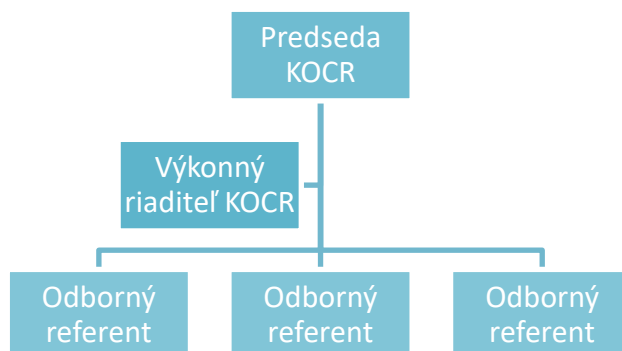 Predseda
KOCR
Výkonný
riaditeľ KOCR
Odborný
referent
Odborný
referent
Odborný
referent